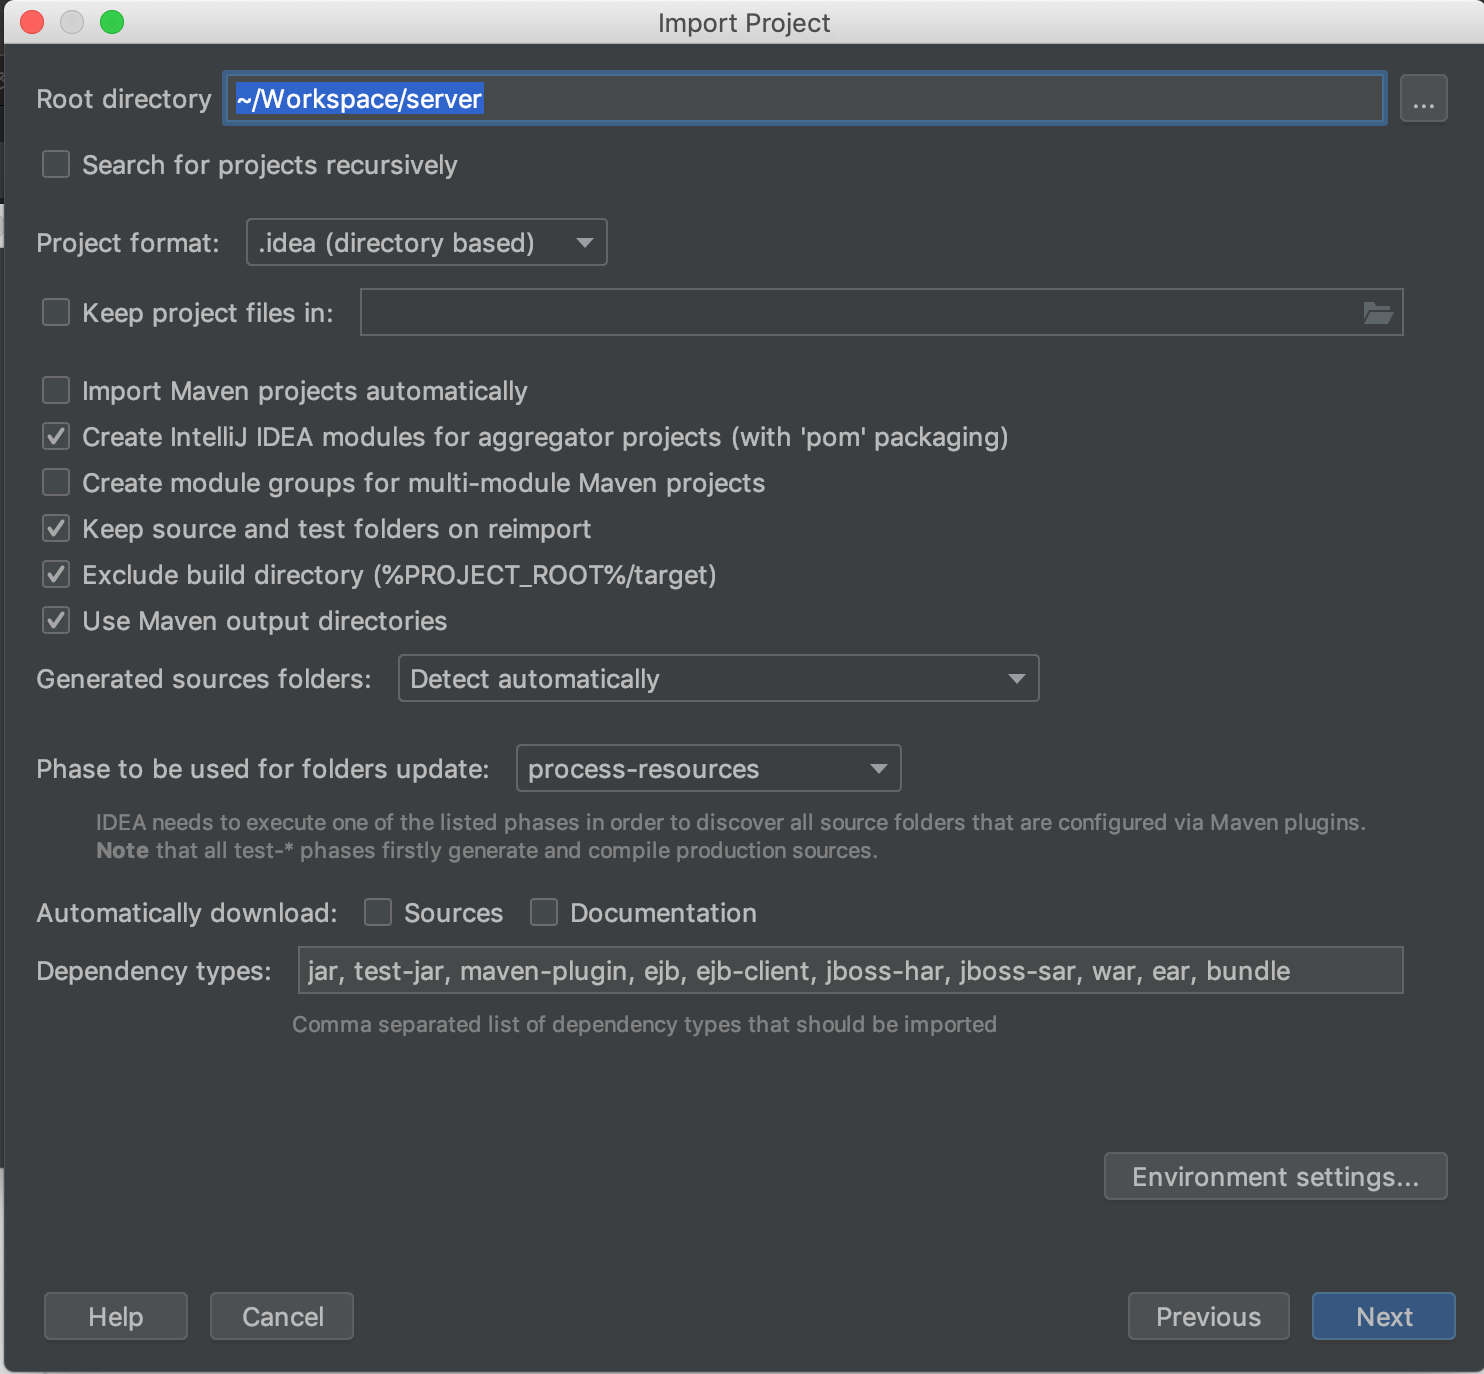 Import Project
Root directory ~/Workspace/server ...
Search for projects recursively
Project format: .idea (directory based)
Keep project files in:
Import Maven projects automatically
Create IntelliJ IDEA modules for aggregator projects (with 'pom' packaging)
Create module groups for multi-module Maven projects
Keep source and test folders on reimport
Exclude build directory (%PROJECT_ROOT%/target)
Use Maven output directories
Generated sources folders: Detect automatically
Phase to be used for folders update: process-resources
IDEA needs to execute one of the listed phases in order to discover all source folders that are configured via Maven plugins.
Note that all test-* phases firstly generate and compile production sources.
Automatically download: Sources Documentation
Dependency types: jar, test-jar, maven-plugin, ejb, ejb-client, jboss-har, jboss-sar, war, ear, bundle
Comma separated list of dependency types that should be imported
Environment settings...
Help Cancel Previous Next